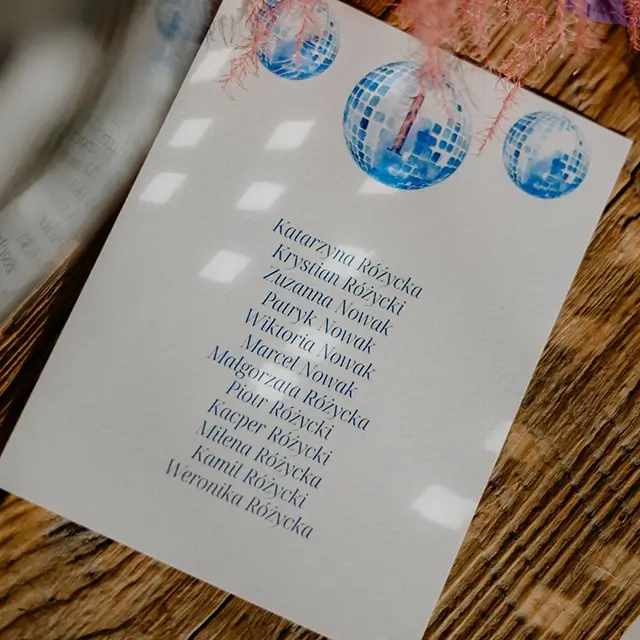 Katarzyna Różycka
Krystian Różycki
Zuzanna Nowak
Patryk Nowak
Wiktoria Nowak
Marcel Nowak
Małgorzata Różycka
Piotr Różycki
Kacper Różycki
Milena Różycka
Kamil Różycki
Weronika Różycka